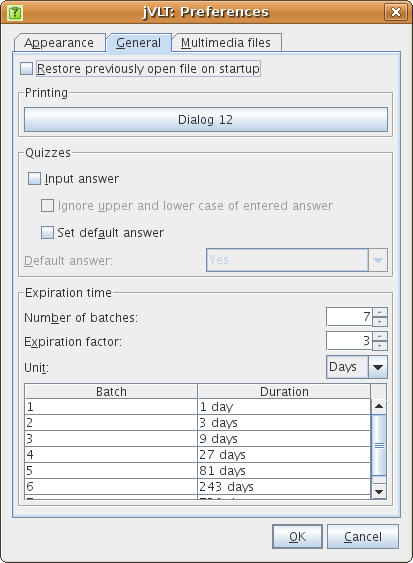 jVLT: Preferences
Appearance General Multimedia files
Restore previously open file on startup
Printing
Dialog 12
Quizzes
Input answer
Ignore upper and lower case of entered answer
Set default answer
Default answer: Yes
Expiration time
Number of batches: 7
Expiration factor: 3
Unit: Days
Batch Duration
1 1 day
2 3 days
3 9 days
4 27 days
5 81 days
6 243 days
OK Cancel